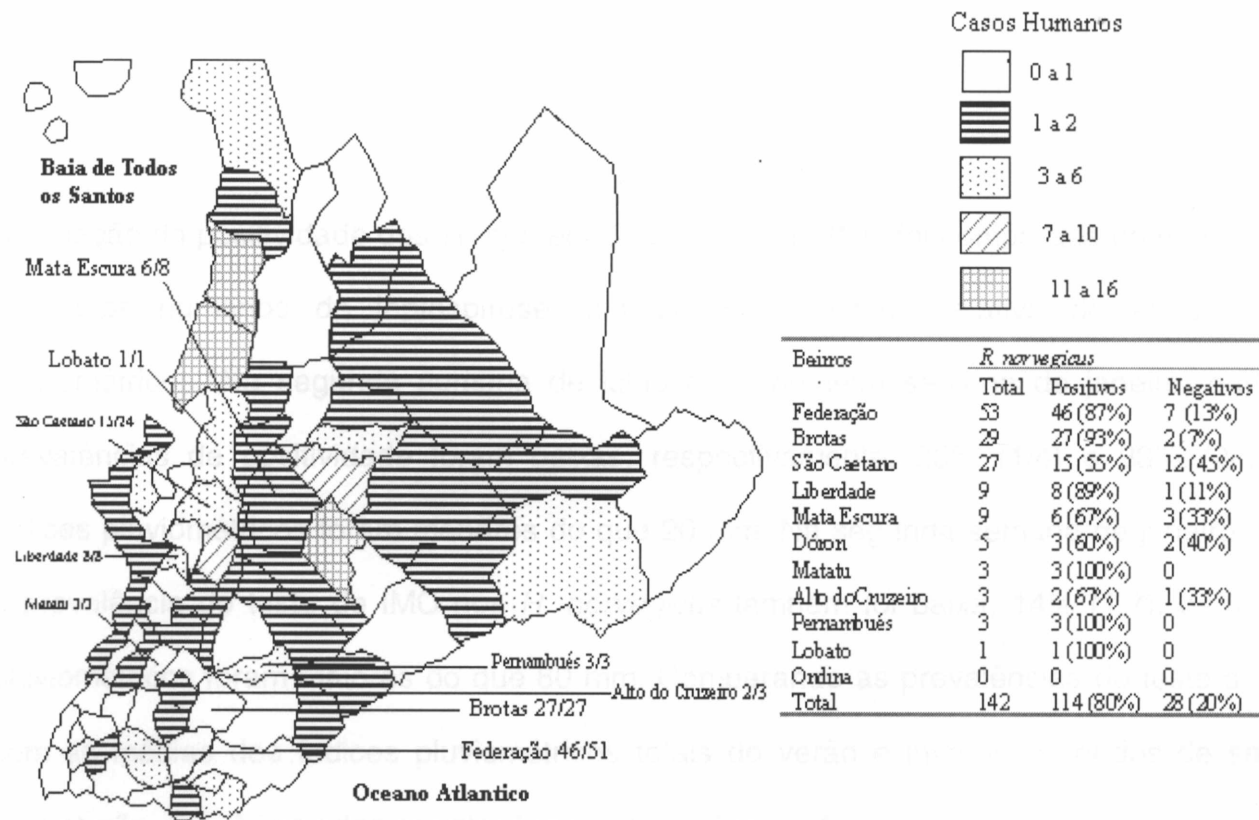 Casos Humanos
0 a 1
1 a 2
3 a 6
7 a 10
11 a 16
Baia de Todos
os Santos
Mata Escura 6/8
Lobato 1/1
São Caetano 15/24
Liberdade 8/8
Matatu 3/3
Pernambués 3/3
Alto do Cruzeiro 2/3
Brotas 27/27
Federação 46/51
Oceano Atlantico
Bairros R norvegicus
Total Positivos Negativos
Federação 53 46 (87%) 7 (13%)
Brotas 29 27 (93%) 2 (7%)
São Caetano 27 15 (55%) 12 (45%)
Liberdade 9 8 (89%) 1 (11%)
Mata Escura 9 6 (67%) 3 (33%)
Dóron 5 3 (60%) 2 (40%)
Matatu 3 3 (100%) 0
Alto do Cruzeiro 3 2 (67%) 1 (33%)
Pernambués 3 3 (100%) 0
Lobato 1 1 (100%) 0
Ondina 0 0 0
Total 142 114 (80%) 28 (20%)